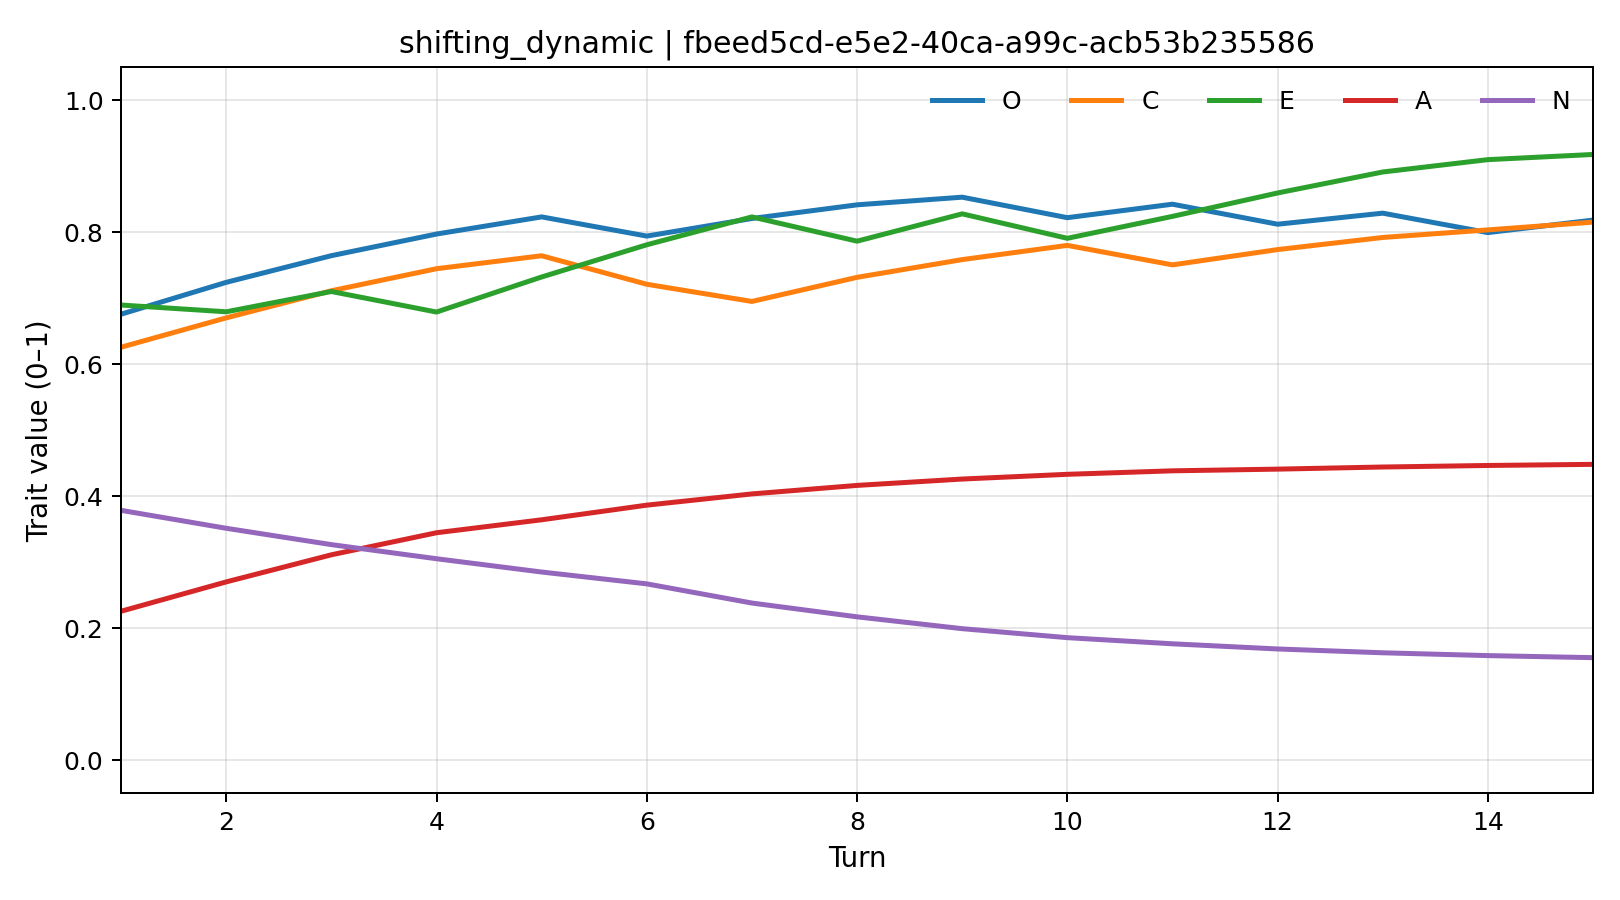 shifting_dynamic | fbeed5cd-e5e2-40ca-a99c-acb53b235586
O C E A N
1.0
0.8
0.6
0.4
0.2
0.0
Trait value (0–1)
2 4 6 8 10 12 14
Turn